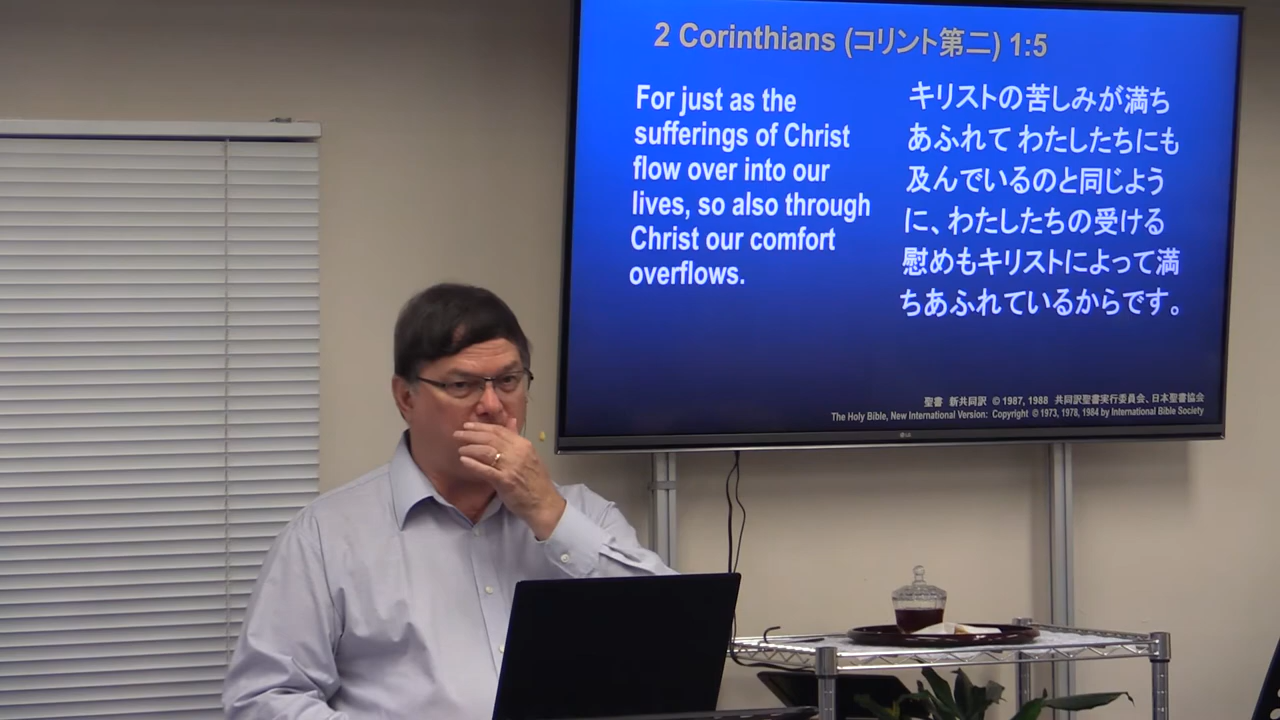 2 Corinthians (コリント第二) 1:5
For just as the
sufferings of Christ
flow over into our
lives, so also through
Christ our comfort
overflows.
キリストの苦しみが満ち
あふれて わたしたちにも
及んでいるのと同じよう
に、わたしたちの受ける
慰めもキリストによって満
ちあふれているからです。
聖書 新共同訳 © 1987, 1988 共同訳聖書実行委員会、日本聖書協会
The Holy Bible, New International Version: Copyright © 1973, 1978, 1984 by International Bible Society
LG